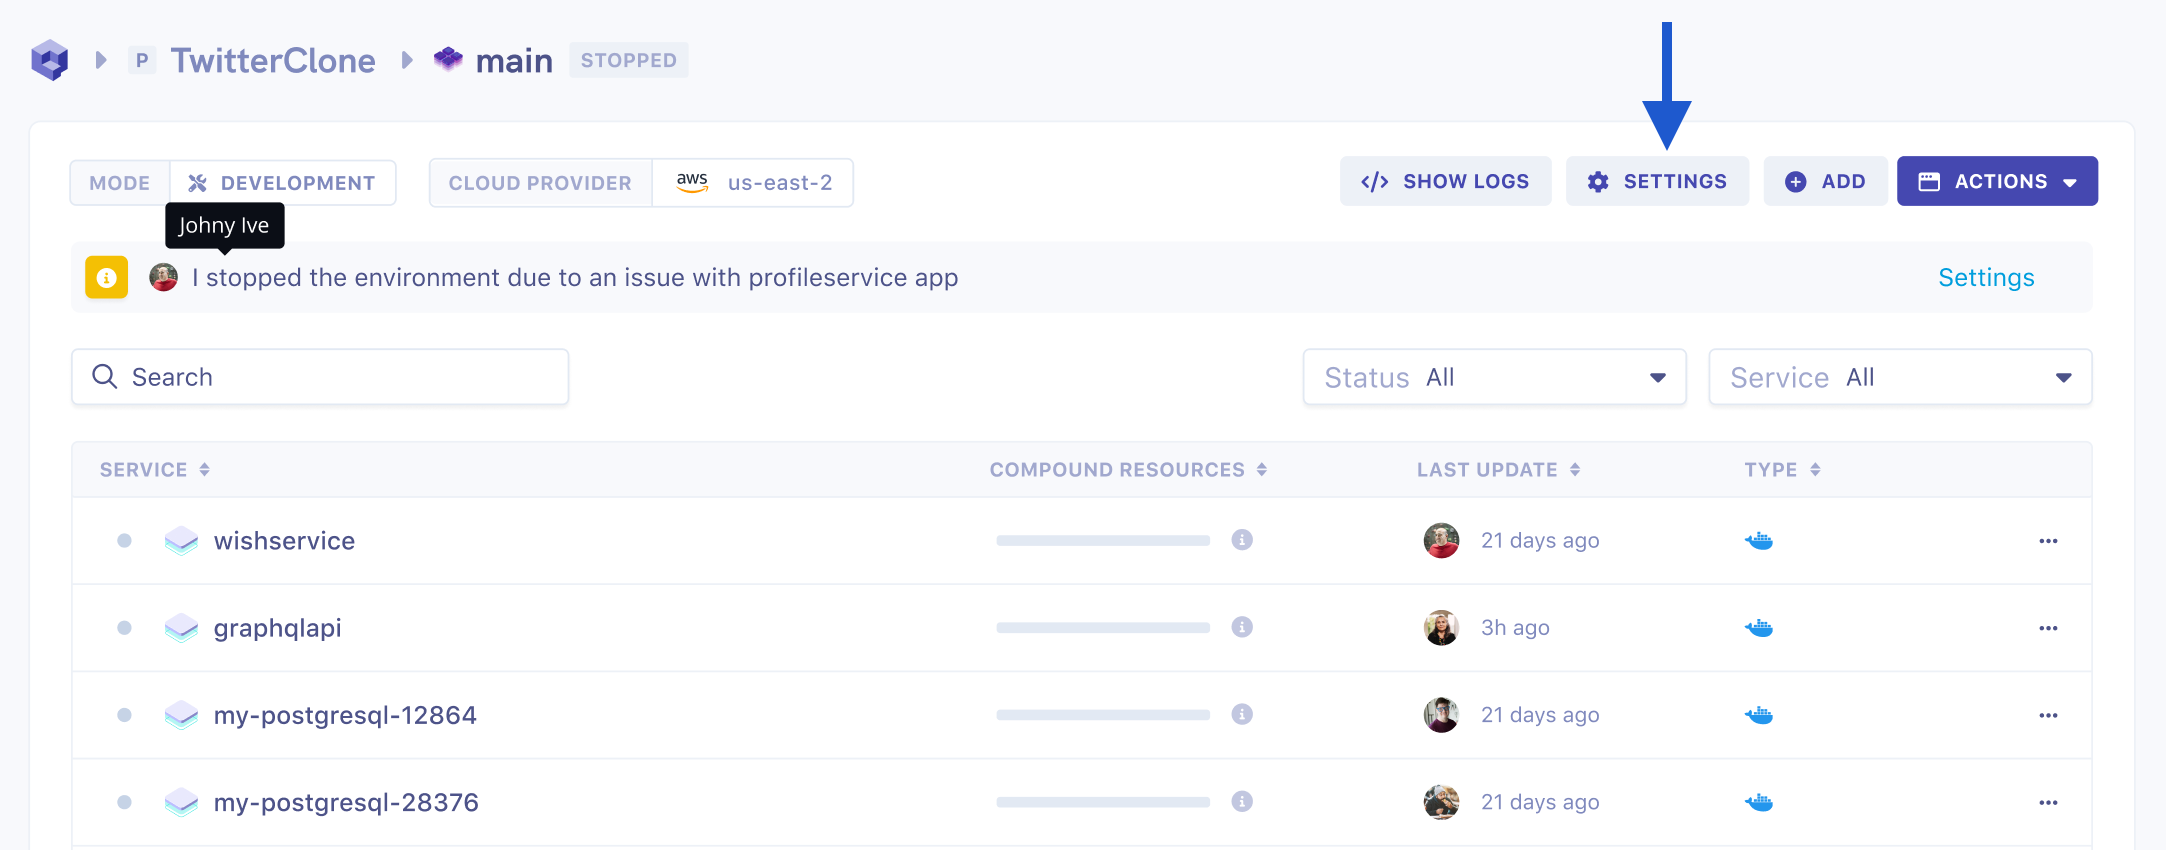 P TwitterClone main STOPPED
MODE DEVELOPMENT CLOUD PROVIDER aws us-east-2 </> SHOW LOGS SETTINGS ADD ACTIONS
Johny Ive
I stopped the environment due to an issue with profileservice app Settings
Search Status All Service All
SERVICE COMPOUND RESOURCES LAST UPDATE TYPE
wishservice 21 days ago
graphqlapi 3h ago
my-postgresql-12864 21 days ago
my-postgresql-28376 21 days ago